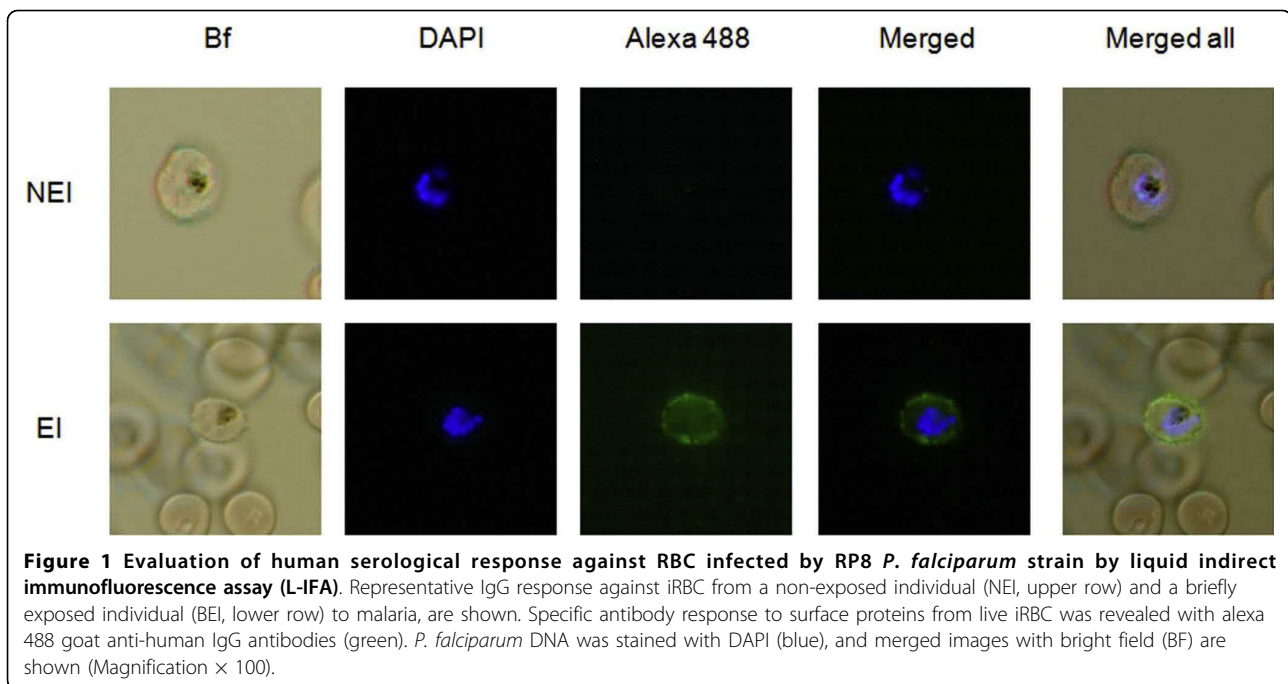 Bf DAPI Alexa 488 Merged Merged all
NEI
EI
Figure 1 Evaluation of human serological response against RBC infected by RP8 P. falciparum strain by liquid indirect
immunofluorescence assay (L-IFA). Representative IgG response against iRBC from a non-exposed individual (NEI, upper row) and a briefly
exposed individual (BEI, lower row) to malaria, are shown. Specific antibody response to surface proteins from live iRBC was revealed with alexa
488 goat anti-human IgG antibodies (green). P. falciparum DNA was stained with DAPI (blue), and merged images with bright field (BF) are
shown (Magnification × 100).